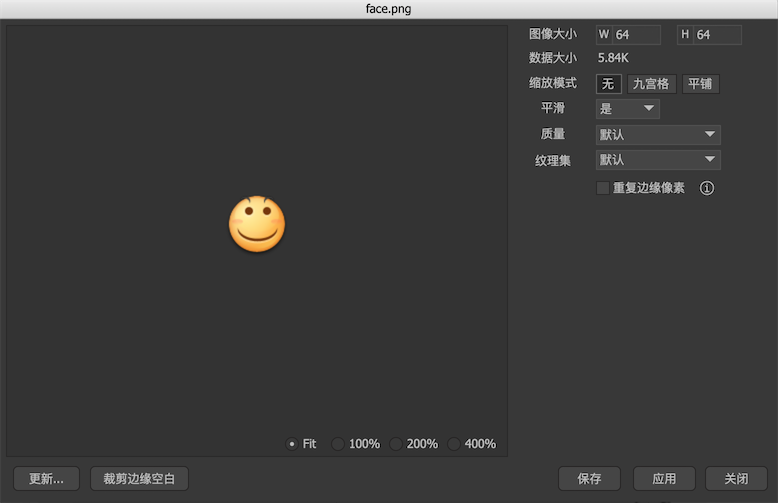 face.png
图像大小 W 64 H 64
数据大小 5.84K
缩放模式 无 九宫格 平铺
平滑 是
质量 默认
纹理集 默认
重复边缘像素
Fit 100% 200% 400%
更新... 裁剪边缘空白 保存 应用 关闭